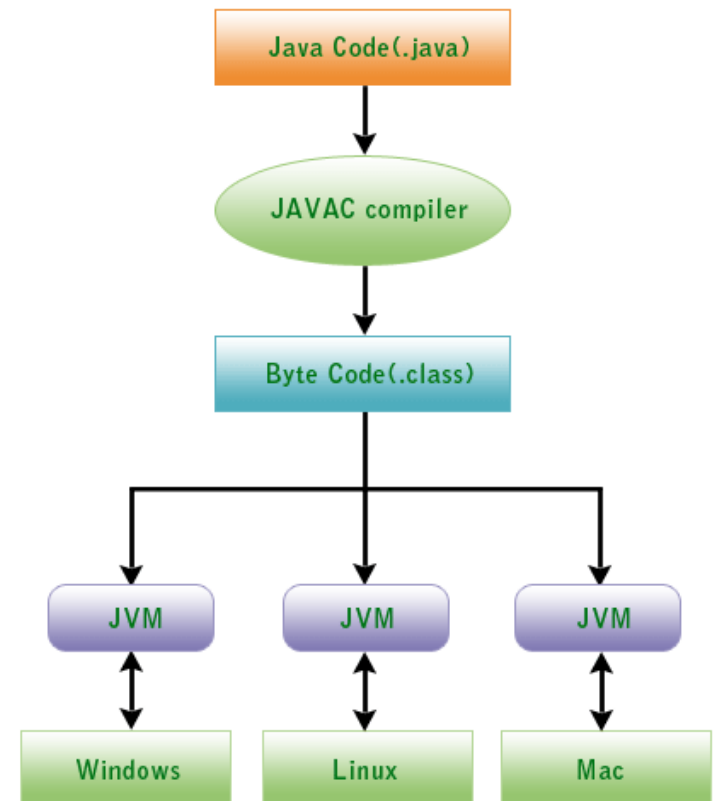 Java Code(.java)
JAVAC compiler
Byte Code(.class)
JVM
JVM
JVM
Windows
Linux
Mac